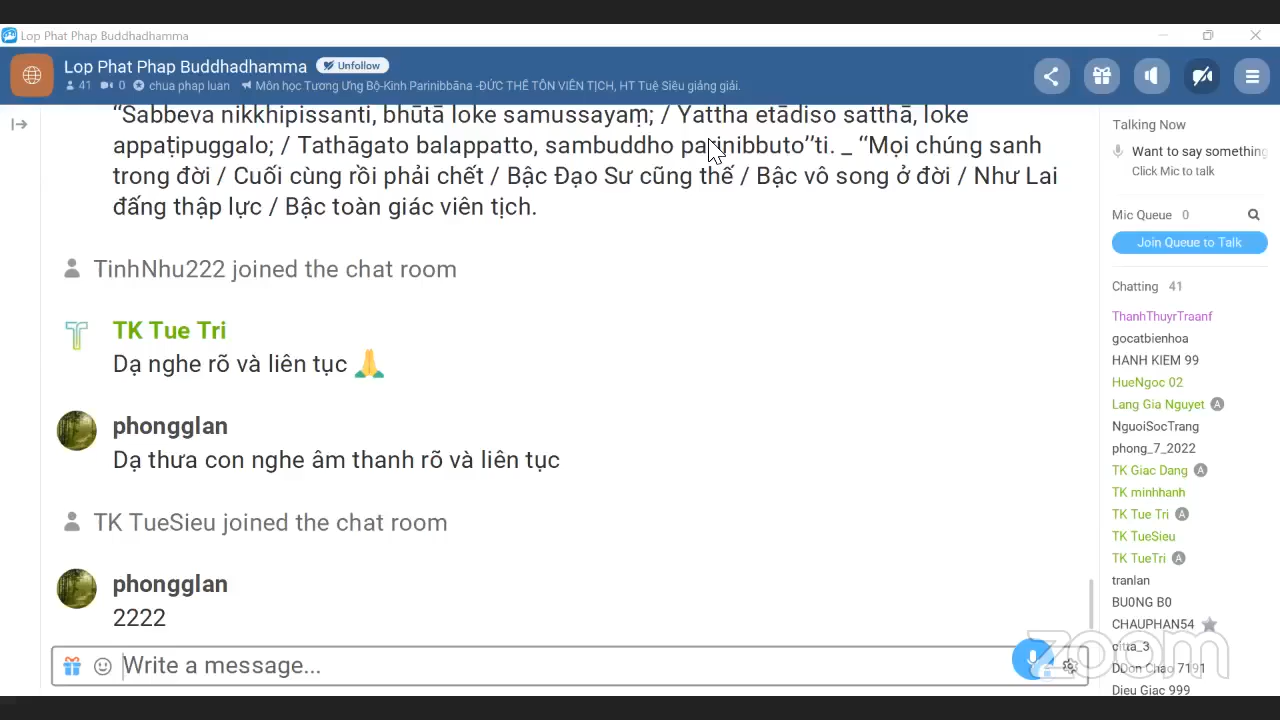 Lop Phat Phap Buddhadhamma
Lop Phat Phap Buddhadhamma Unfollow
41 0 chua phap luan Môn học Tương Ưng Bộ-Kinh Parinibbāna -ĐỨC THẾ TÔN VIÊN TỊCH, HT Tuệ Siêu giảng giải.
“Sabbeva nikkhipissanti, bhūtā loke samussayaṃ; / Yattha etādiso satthā, loke
appaṭipuggalo; / Tathāgato balappatto, sambuddho parinibbuto’’ti. _ “Mọi chúng sanh
trong đời / Cuối cùng rồi phải chết / Bậc Đạo Sư cũng thế / Bậc vô song ở đời / Như Lai
đấng thập lực / Bậc toàn giác viên tịch.
TinhNhu222 joined the chat room
TK Tue Tri
Dạ nghe rõ và liên tục
phongglan
Dạ thưa con nghe âm thanh rõ và liên tục
TK TueSieu joined the chat room
phongglan
2222
Write a message...
Talking Now
Want to say something
Click Mic to talk
Mic Queue 0
Join Queue to Talk
Chatting 41
ThanhThuyrTraanf
gocatbienhoa
HANH KIEM 99
HueNgoc 02
Lang Gia Nguyet A
NguoiSocTrang
phong_7_2022
TK Giac Dang A
TK minhhanh
TK Tue Tri A
TK TueSieu
TK TueTri A
tranlan
BU0NG B0
CHAUPHAN54
citta_3
DDon Chao 7191
Dieu Giac 999
zoom